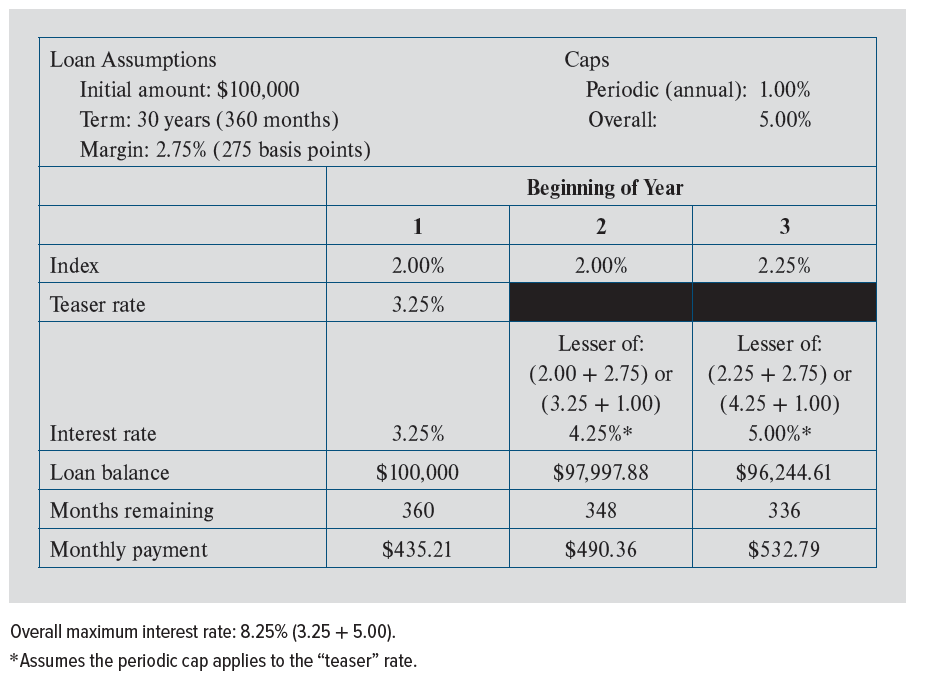 Loan Assumptions Caps
Initial amount: $100,000 Periodic (annual): 1.00%
Term: 30 years (360 months) Overall: 5.00%
Margin: 2.75% (275 basis points)
Beginning of Year
1 2 3
Index 2.00% 2.00% 2.25%
Teaser rate 3.25%
Lesser of: Lesser of:
(2.00 + 2.75) or (2.25 + 2.75) or
(3.25 + 1.00) (4.25 + 1.00)
Interest rate 3.25% 4.25%* 5.00%*
Loan balance $100,000 $97,997.88 $96,244.61
Months remaining 360 348 336
Monthly payment $435.21 $490.36 $532.79
Overall maximum interest rate: 8.25% (3.25 + 5.00).
*Assumes the periodic cap applies to the “teaser” rate.